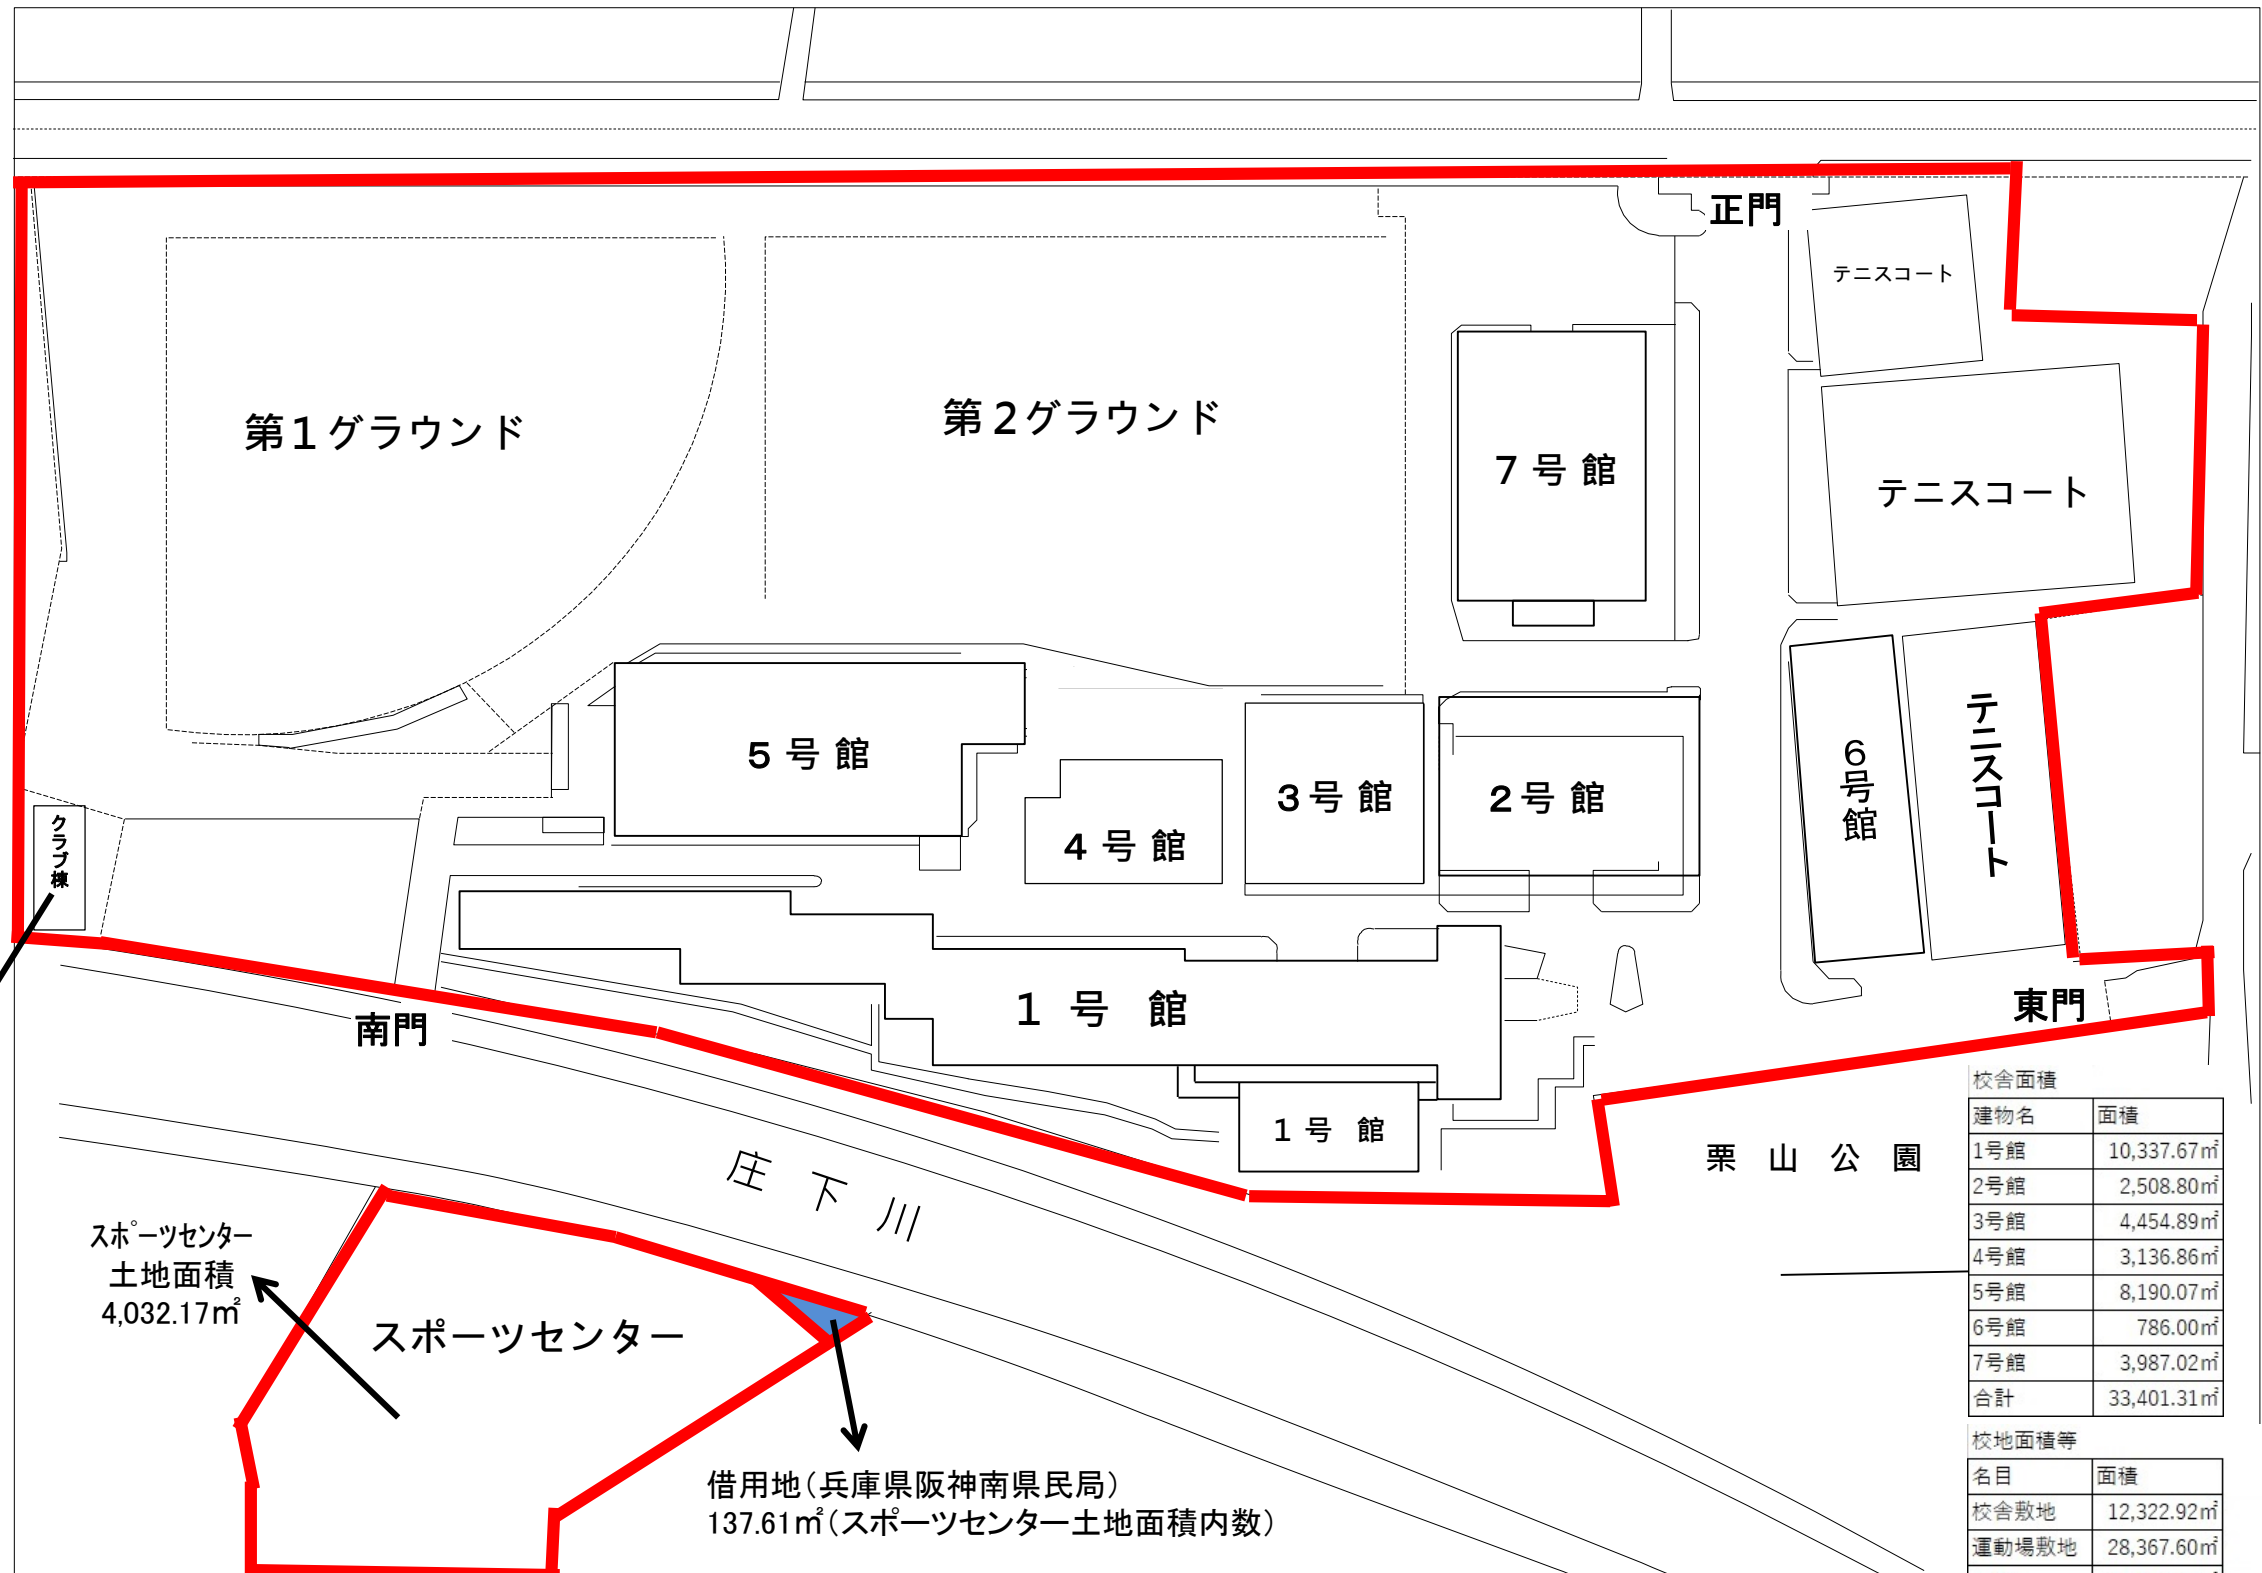 正門
テニスコート
第1グラウンド
第2グラウンド
7号館
テニスコート
5号館
4号館
3号館
2号館
6号館
テニスコート
クラブ棟
1号館
南門
東門
1号館
栗山公園
庄下川
スポーツセンター
土地面積
4,032.17㎡
スポーツセンター
借用地(兵庫県阪神南県民局)
137.61㎡(スポーツセンター土地面積内数)
校舎面積
建物名 面積
1号館 10,337.67㎡
2号館 2,508.80㎡
3号館 4,454.89㎡
4号館 3,136.86㎡
5号館 8,190.07㎡
6号館 786.00㎡
7号館 3,987.02㎡
合計 33,401.31㎡
校地面積等
名目 面積
校舎敷地 12,322.92㎡
運動場敷地 28,367.60㎡